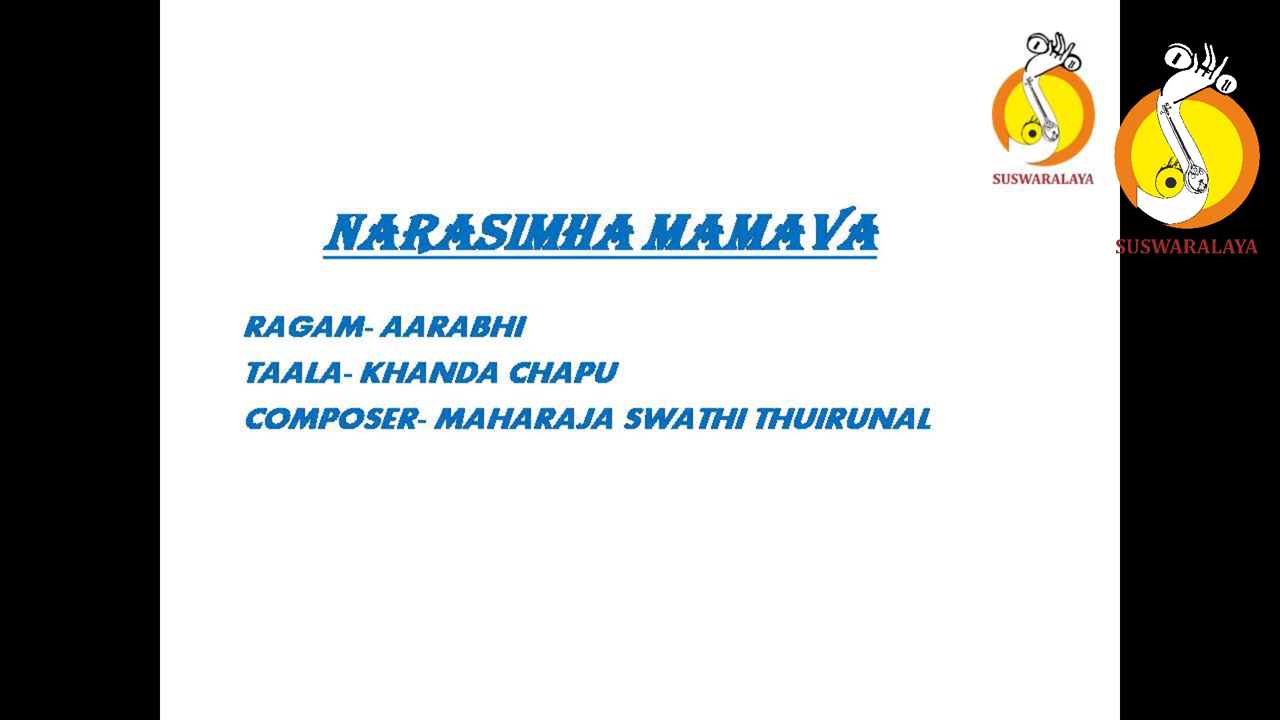 SUSWARALAYA
SUSWARALAYA
NARASIMHA MAMAVA
RAGAM- AARABHI
TAALA- KHANDA CHAPU
COMPOSER- MAHARAJA SWATHI THUIRUNAL